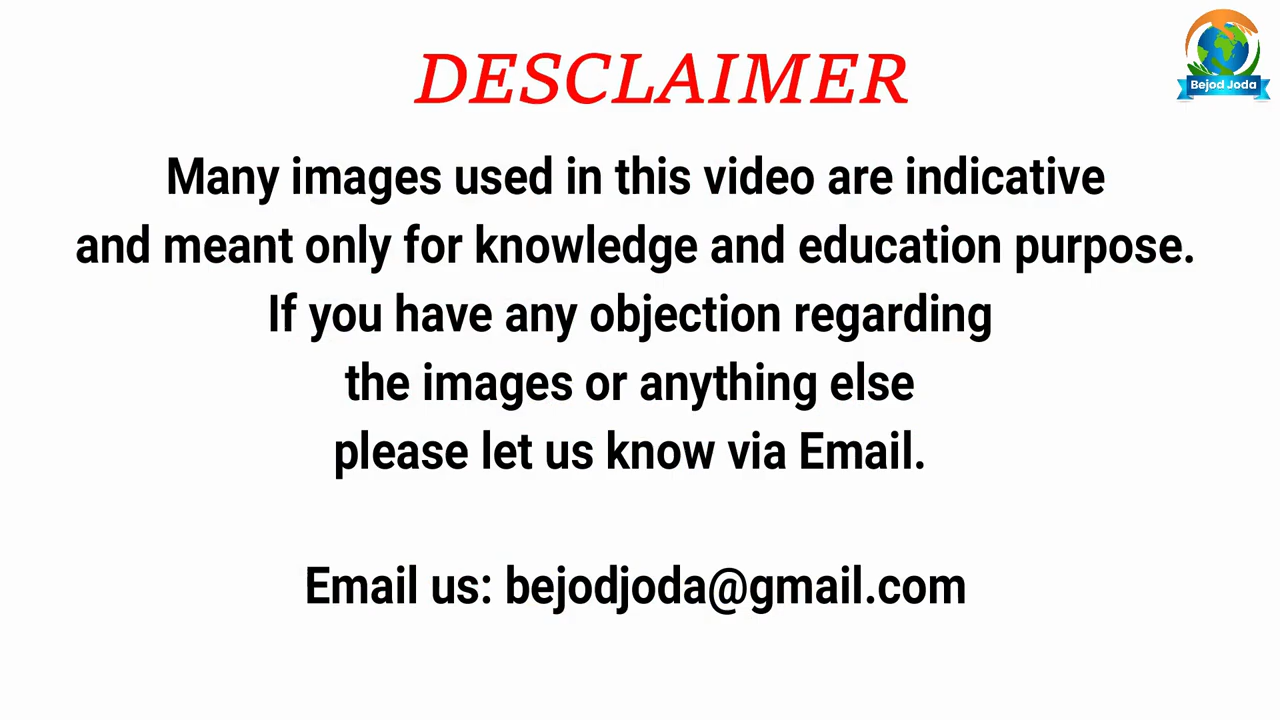 DESCLAIMER
Bejod Joda
Many images used in this video are indicative
and meant only for knowledge and education purpose.
If you have any objection regarding
the images or anything else
please let us know via Email.
Email us: bejodjoda@gmail.com